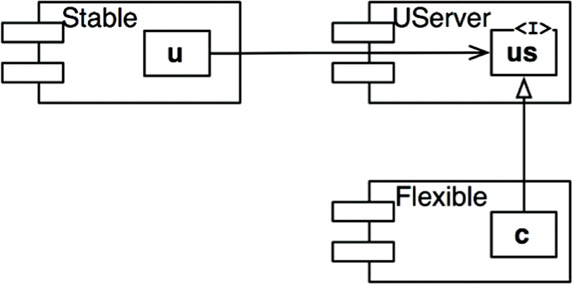 Stable
u
UServer
<I>
us
Flexible
c